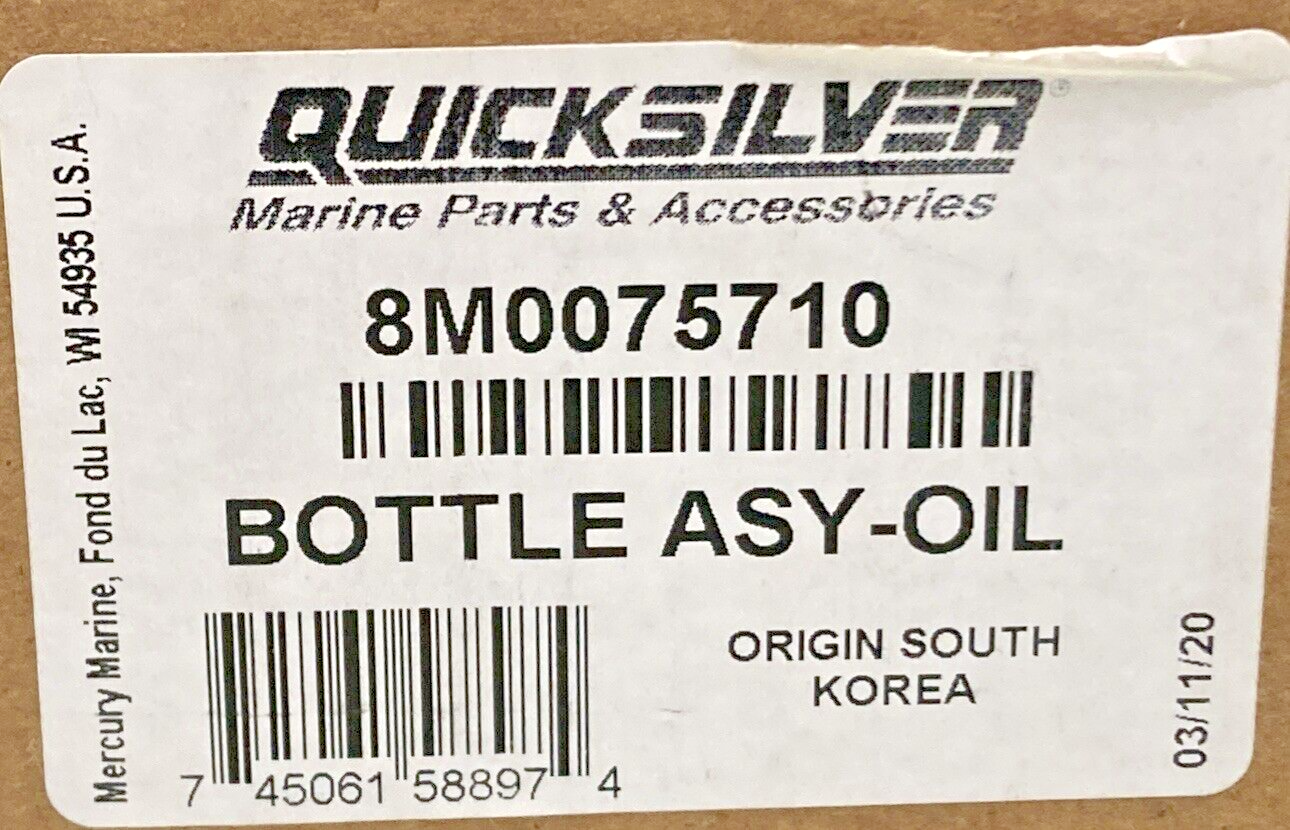 QUICKSILVER®
Marine Parts & Accessories
8M0075710
BOTTLE ASY-OIL
ORIGIN SOUTH
KOREA
7 45061 58897 4
03/11/20
Mercury Marine, Fond du Lac, WI 54935 U.S.A.